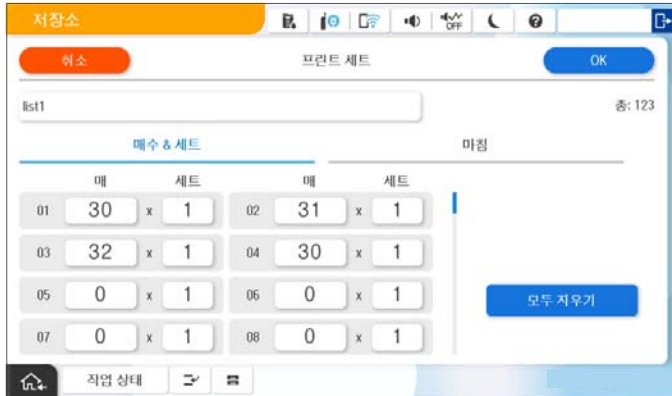 저장소
OFF
취소 프린트 세트 OK
list1 총: 123
매수 & 세트 마침
매 세트 매 세트
01 30 x 1 02 31 x 1
03 32 x 1 04 30 x 1
05 0 x 1 06 0 x 1
모두 지우기
07 0 x 1 08 0 x 1
작업 상태